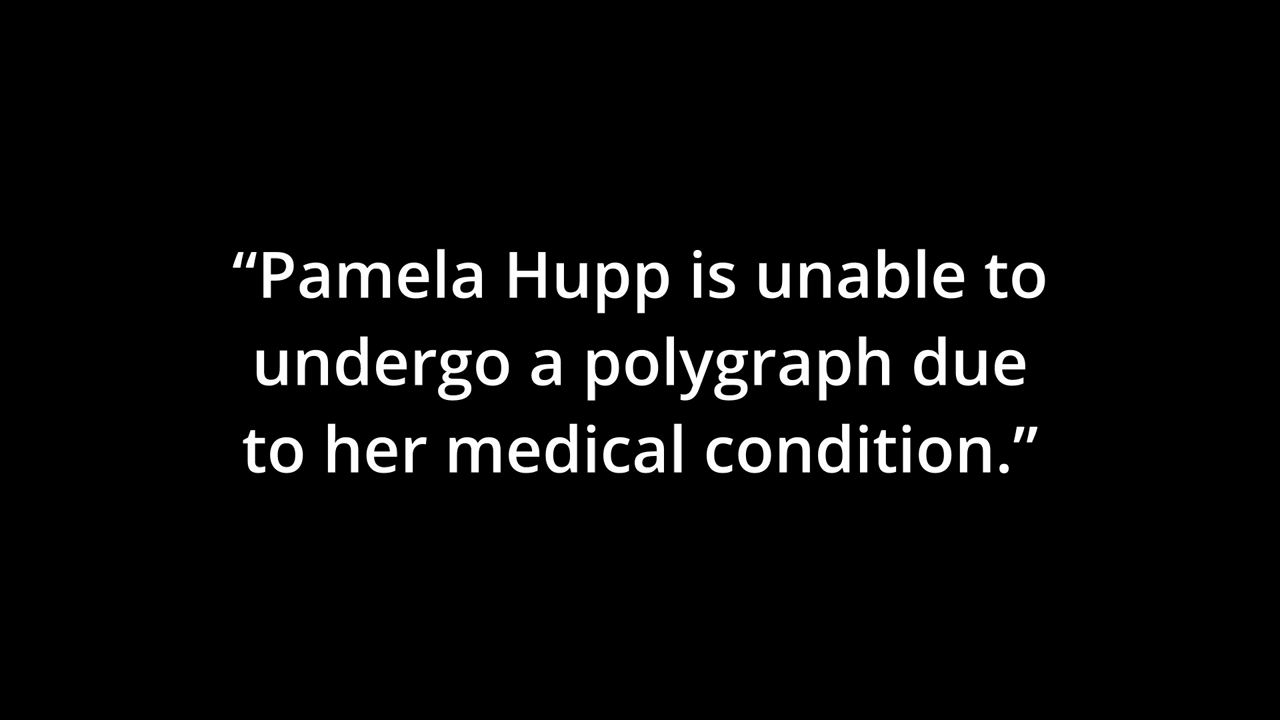 “Pamela Hupp is unable to
undergo a polygraph due
to her medical condition.”